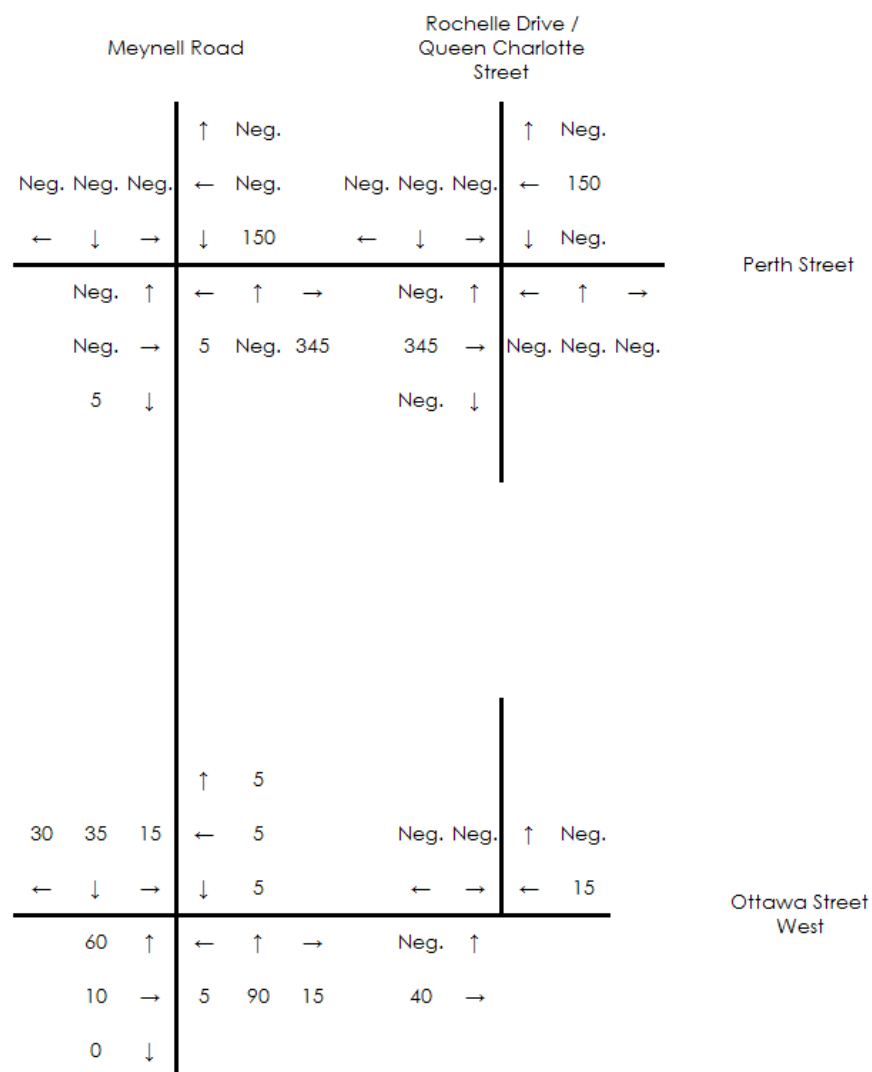 Rochelle Drive /
Meynell Road Queen Charlotte
Street
↑ Neg. ↑ Neg.
Neg. Neg. Neg. ← Neg. Neg. Neg. Neg. ← 150
← ↓ → ↓ 150 ← ↓ → ↓ Neg.
Perth Street
Neg. ↑ ← ↑ → Neg. ↑ ← ↑ →
Neg. → 5 Neg. 345 345 → Neg. Neg. Neg.
5 ↓ Neg. ↓
↑ 5
30 35 15 ← 5 Neg. Neg. ↑ Neg.
← ↓ → ↓ 5 ← → ← 15
Ottawa Street
West
60 ↑ ← ↑ → Neg. ↑
10 → 5 90 15 40 →
0 ↓